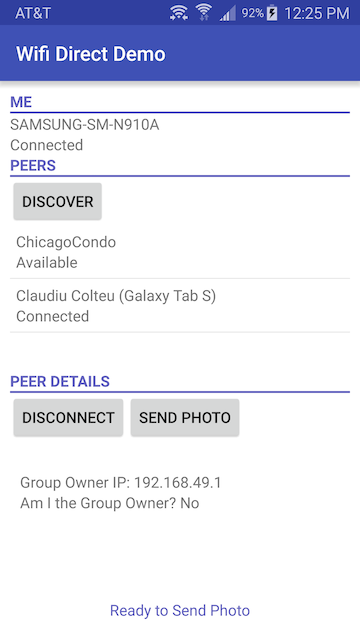 AT&T 92% 12:25 PM
Wifi Direct Demo
ME
SAMSUNG-SM-N910A
Connected
PEERS
DISCOVER
ChicagoCondo
Available
Claudiu Colteu (Galaxy Tab S)
Connected
PEER DETAILS
DISCONNECT SEND PHOTO
Group Owner IP: 192.168.49.1
Am I the Group Owner? No
Ready to Send Photo